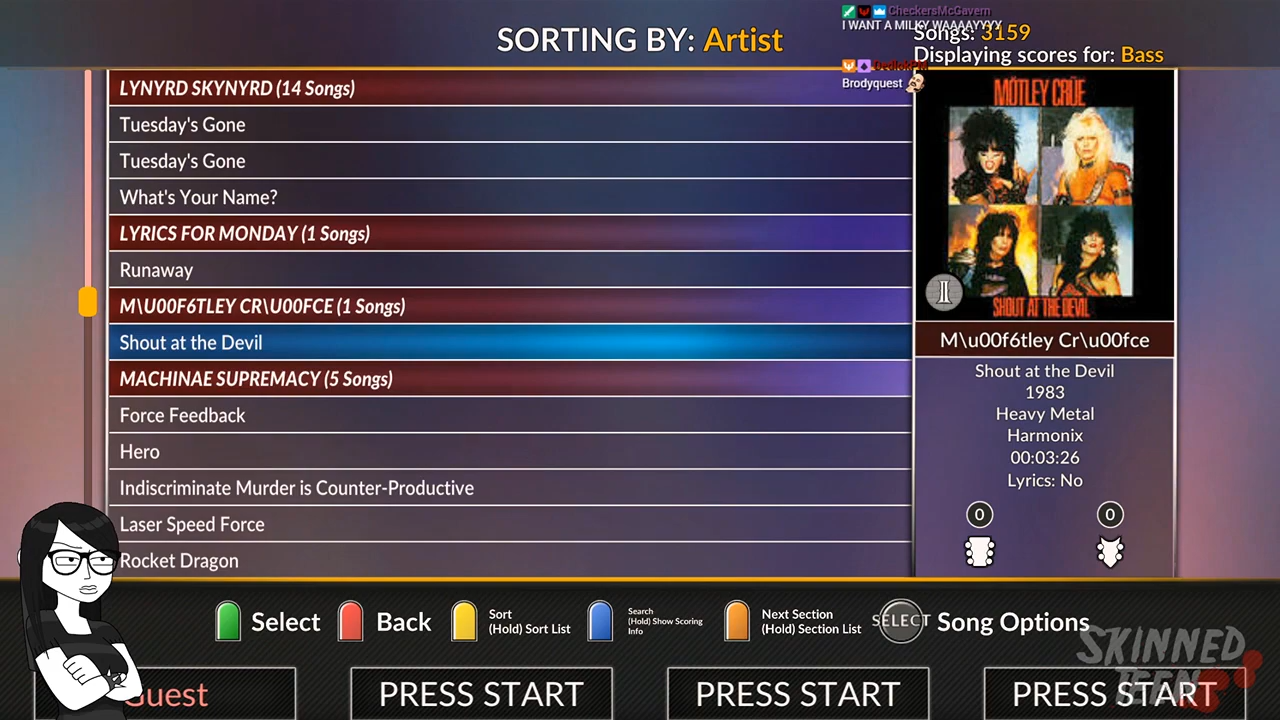 SORTING BY: Artist
CheckersMcGavern
I WANT A MILKY WAAAAYYYY
Songs: 3159
Displaying scores for: Bass
DedlokPM
Brodyquest
LYNYRD SKYNYRD (14 Songs)
Tuesday's Gone
Tuesday's Gone
What's Your Name?
LYRICS FOR MONDAY (1 Songs)
Runaway
M\U00F6TLEY CR\U00FCE (1 Songs)
Shout at the Devil
MACHINAE SUPREMACY (5 Songs)
Force Feedback
Hero
Indiscriminate Murder is Counter-Productive
Laser Speed Force
Rocket Dragon
MÖTLEY CRÜE
SHOUT AT THE DEVIL
II
M\u00f6tley Cr\u00fce
Shout at the Devil
1983
Heavy Metal
Harmonix
00:03:26
Lyrics: No
0
0
Select
Back
Sort
(Hold) Sort List
Search
(Hold) Show Scoring
Info
Next Section
(Hold) Section List
SELECT
Song Options
Guest
PRESS START
PRESS START
PRESS START
SKINNED
TEEN